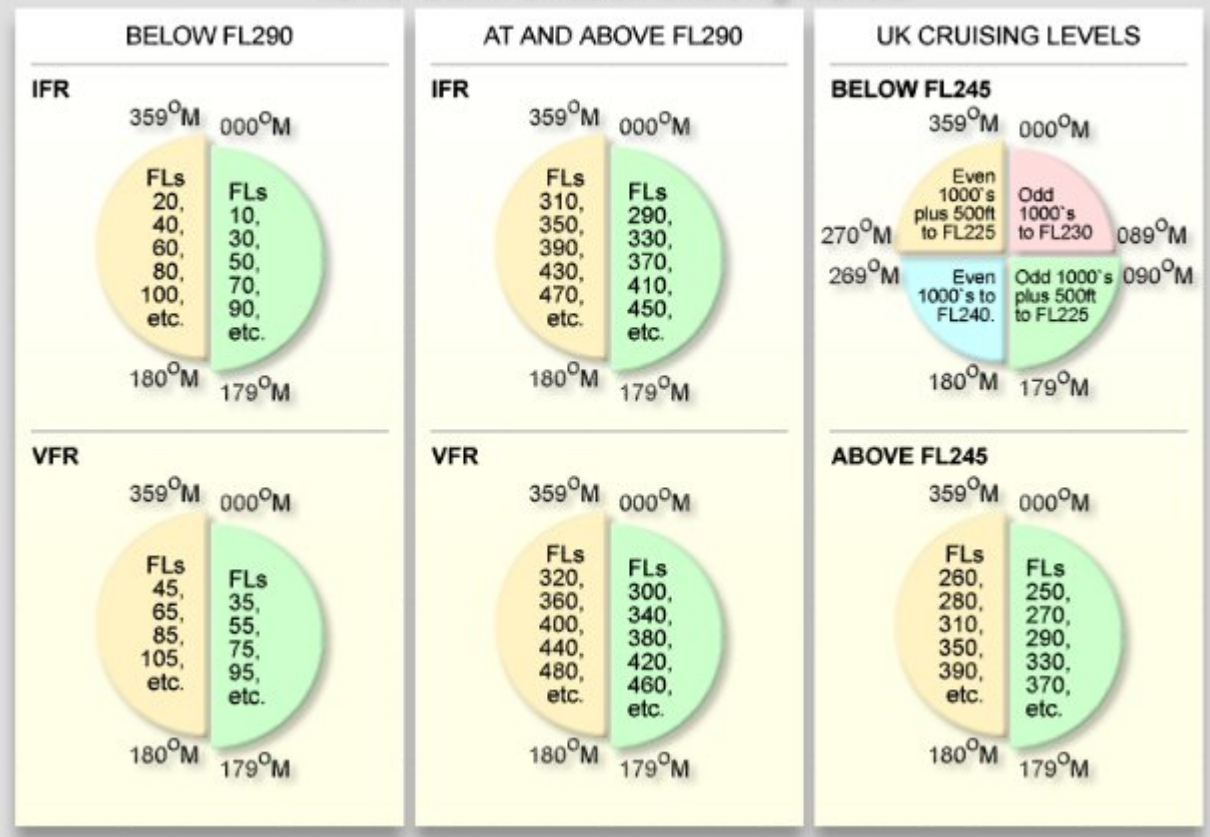 BELOW FL290
IFR
359°M
000°M
FLs
20,
40,
60,
80,
100,
etc.
FLs
10,
30,
50,
70,
90,
etc.
180°M
179°M
VFR
359°M
000°M
FLs
45,
65,
85,
105,
etc.
FLs
35,
55,
75,
95,
etc.
180°M
179°M
AT AND ABOVE FL290
IFR
359°M
000°M
FLs
310,
350,
390,
430,
470,
etc.
FLs
290,
330,
370,
410,
450,
etc.
180°M
179°M
VFR
359°M
000°M
FLs
320,
360,
400,
440,
480,
etc.
FLs
300,
340,
380,
420,
460,
etc.
180°M
179°M
UK CRUISING LEVELS
BELOW FL245
359°M
000°M
Even
1000`s
plus 500ft
to FL225
Odd
1000`s
to FL230
270°M
089°M
269°M
090°M
Even
1000`s to
FL240.
Odd 1000`s
plus 500ft
to FL225
180°M
179°M
ABOVE FL245
359°M
000°M
FLs
260,
280,
310,
350,
390,
etc.
FLs
250,
270,
290,
330,
370,
etc.
180°M
179°M